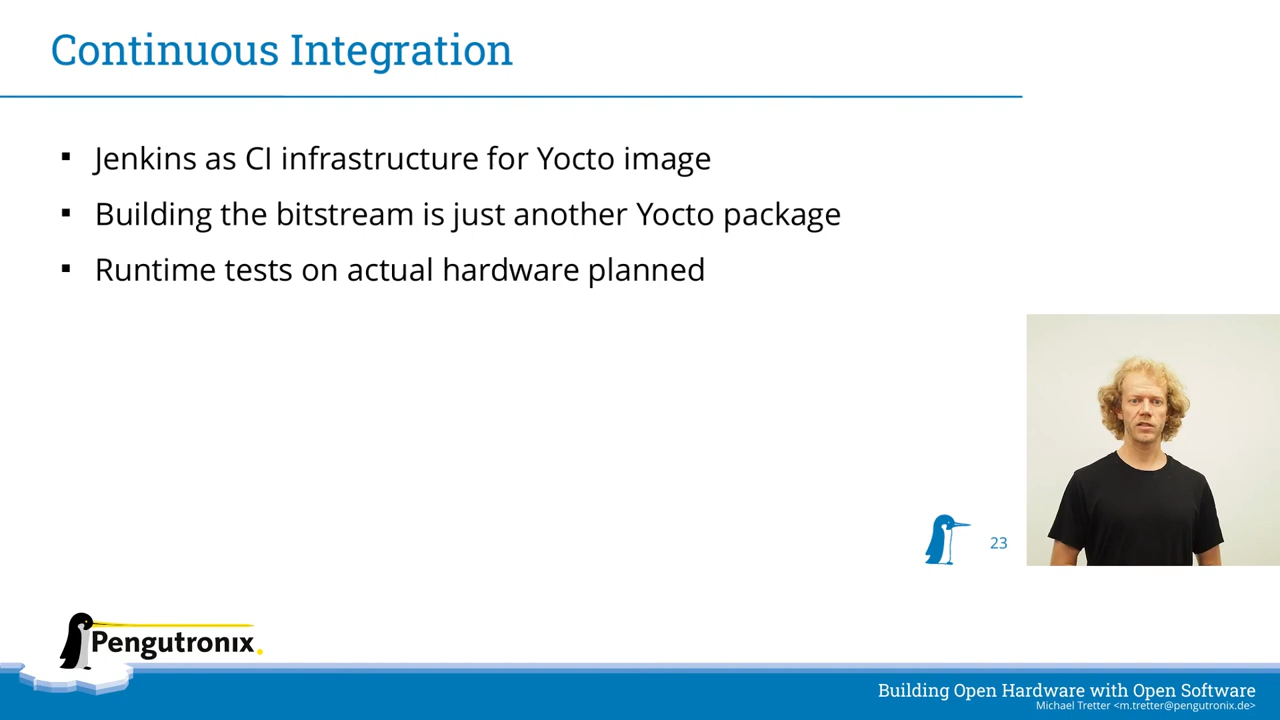 Continuous Integration
Jenkins as CI infrastructure for Yocto image
Building the bitstream is just another Yocto package
Runtime tests on actual hardware planned
23
Pengutronix
Building Open Hardware with Open Software
Michael Tretter <m.tretter@pengutronix.de>